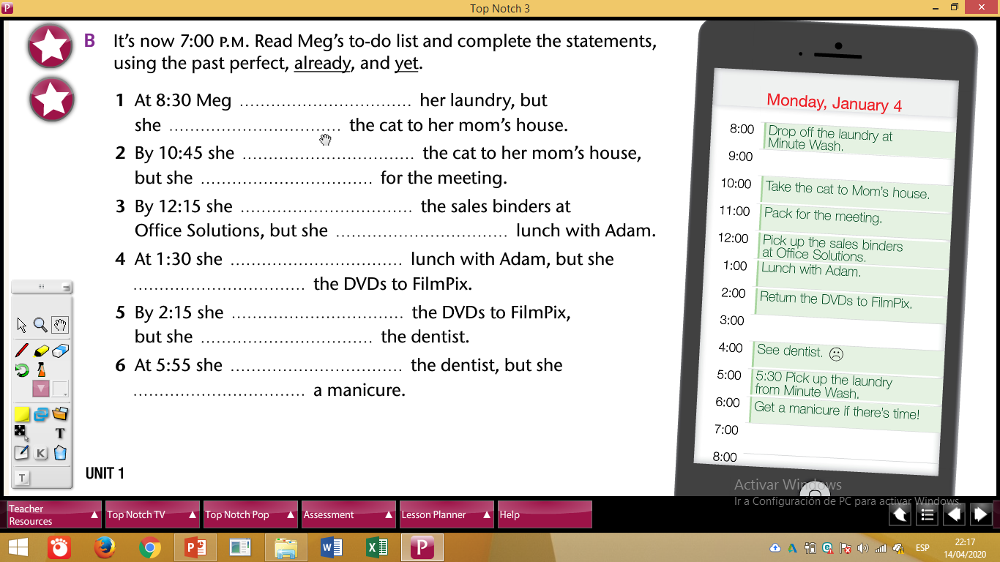 Top Notch 3
B It's now 7:00 P.M. Read Meg's to-do list and complete the statements,
using the past perfect, already, and yet.
1 At 8:30 Meg ................................. her laundry, but
she ................................. the cat to her mom's house.
2 By 10:45 she ................................. the cat to her mom's house,
but she ................................. for the meeting.
3 By 12:15 she ................................. the sales binders at
Office Solutions, but she ................................. lunch with Adam.
4 At 1:30 she ................................. lunch with Adam, but she
................................. the DVDs to FilmPix.
5 By 2:15 she ................................. the DVDs to FilmPix,
but she ................................. the dentist.
6 At 5:55 she ................................. the dentist, but she
................................. a manicure.
UNIT 1
Monday, January 4
8:00 Drop off the laundry at
Minute Wash.
9:00
10:00 Take the cat to Mom's house.
11:00 Pack for the meeting.
12:00 Pick up the sales binders
at Office Solutions.
1:00 Lunch with Adam.
2:00 Return the DVDs to FilmPix.
3:00
4:00 See dentist.
5:00 5:30 Pick up the laundry
from Minute Wash.
6:00 Get a manicure if there's time!
7:00
8:00
Activar Windows
Ir a Configuración de PC para activar Windows.
T
K
T
Teacher
Resources
Top Notch TV
Top Notch Pop
Assessment
Lesson Planner
Help
ESP
22:17
14/04/2020